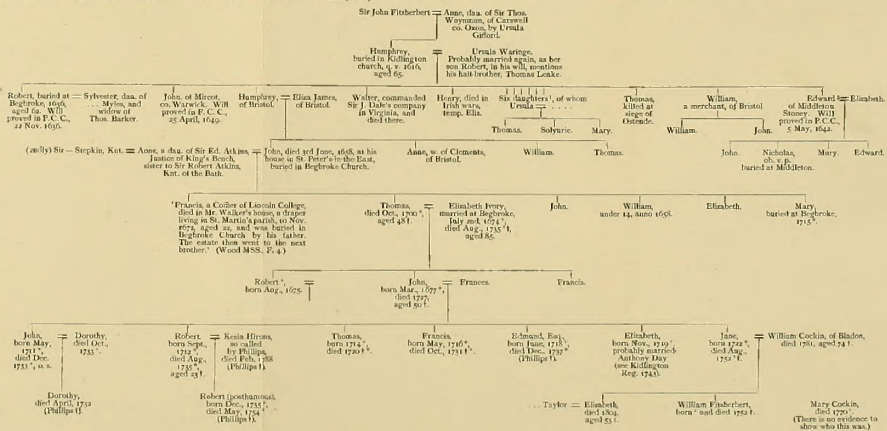 Sir John Fitzherbert = Anne, dau. of Sir Thos.
Waynman, of Carswell
co. Oxon, by Ursula
Gifford.
Humphrey,
buried in Kidlington
church, q. v. 1616,
aged 65.
=
Ursula Waringe.
Probably married again, as her
son Robert, in his will, mentions
his half-brother, Thomas Leake.
Robert, buried at
Begbroke, 1636,
aged 62. Will
proved in P.C.C.,
22 Nov. 1636.
= Sylvester, dau. of
. . . Myles, and
widow of
Thos. Barker.
John, of Mircot,
co. Warwick. Will
proved in P.C.C.,
25 April, 1649.
Humphrey,
of Bristol.
= Eliza James,
of Bristol.
Walter, commanded
Sir J. Dale's company
in Virginia, and
died there.
Henry, died in
Irish wars,
temp. Eliz.
Six daughters¹, of whom
Ursula = . . . .
Thomas. Solyurie. Mary.
Thomas,
killed at
siege of
Ostende.
William,
a merchant, of Bristol
William. John.
Edward = Elizabeth.
of Middleton
Stoney. Will
proved in P.C.C.,
5 May, 1642.
John. Nicholas, Mary. Edward.
ob. v. p.
buried at Middleton.
(2ndly) Sir — Stepkin, Knt. = Anne, a dau. of Sir Ed. Atkins,
Justice of King's Bench,
sister to Sir Robert Atkins,
Knt. of the Bath.
= John, died 3rd June, 1658, at his
house in St. Peter's in the East,
buried in Begbroke Church.
Anne, w. of Clements,
of Bristol.
William. Thomas.
'Francis, a Com̃er of Lincoln College,
died in Mr. Walker's house, a draper
living in St. Martin's parish, 10 Nov.
1672, aged 22, and was buried in
Begbroke Church by his father.
The estate then went to the next
brother.' (Wood MSS., F. 4.)
Thomas,
died Oct., 1700 *,
aged 48 †.
= Elizabeth Ivory,
married at Begbroke,
July 2nd, 1674 *,
died Aug., 1735 *†,
aged 85.
John.
William,
under 14, anno 1658.
Elizabeth.
Mary,
buried at Begbroke,
1715 *.
Robert *, =
born Aug., 1675.
John, = Frances.
born Mar., 1677 *,
died 1727,
aged 50 †.
Francis.
John,
born May,
1711 *,
died Dec.
1733 *, o. s.
= Dorothy,
died Oct.,
1733 *.
Dorothy,
died April, 1752
(Phillips †).
Robert
born Sept.,
1712 *,
died Aug.,
1735 *,
aged 23 †.
= Kesia Hirons,
so called
by Phillips,
died Feb., 1788
(Phillips †).
Robert (posthumous),
born Dec., 1735 †,
died May, 1754 *
(Phillips †).
Thomas,
born 1714 *,
died 1720 † *.
Francis,
born May, 1716 *,
died Oct., 1731 † *.
Edmund, Esq.,
born June, 1718 *,
died Dec., 1737 *
(Phillips †).
Elizabeth,
born Nov., 1719 *
probably married
Anthony Day
(see Kidlington
Reg. 1743).
Jane,
born 1722 *,
died Aug.,
1752 * †.
= William Cockin, of Bladon,
died 1781, aged 74 †.
. . . Taylor = Elizabeth,
died 1804,
aged 53 †.
William Fitzherbert,
born * and died 1752 †.
Mary Cockin,
died 1770 *.
(There is no evidence to
show who this was.)